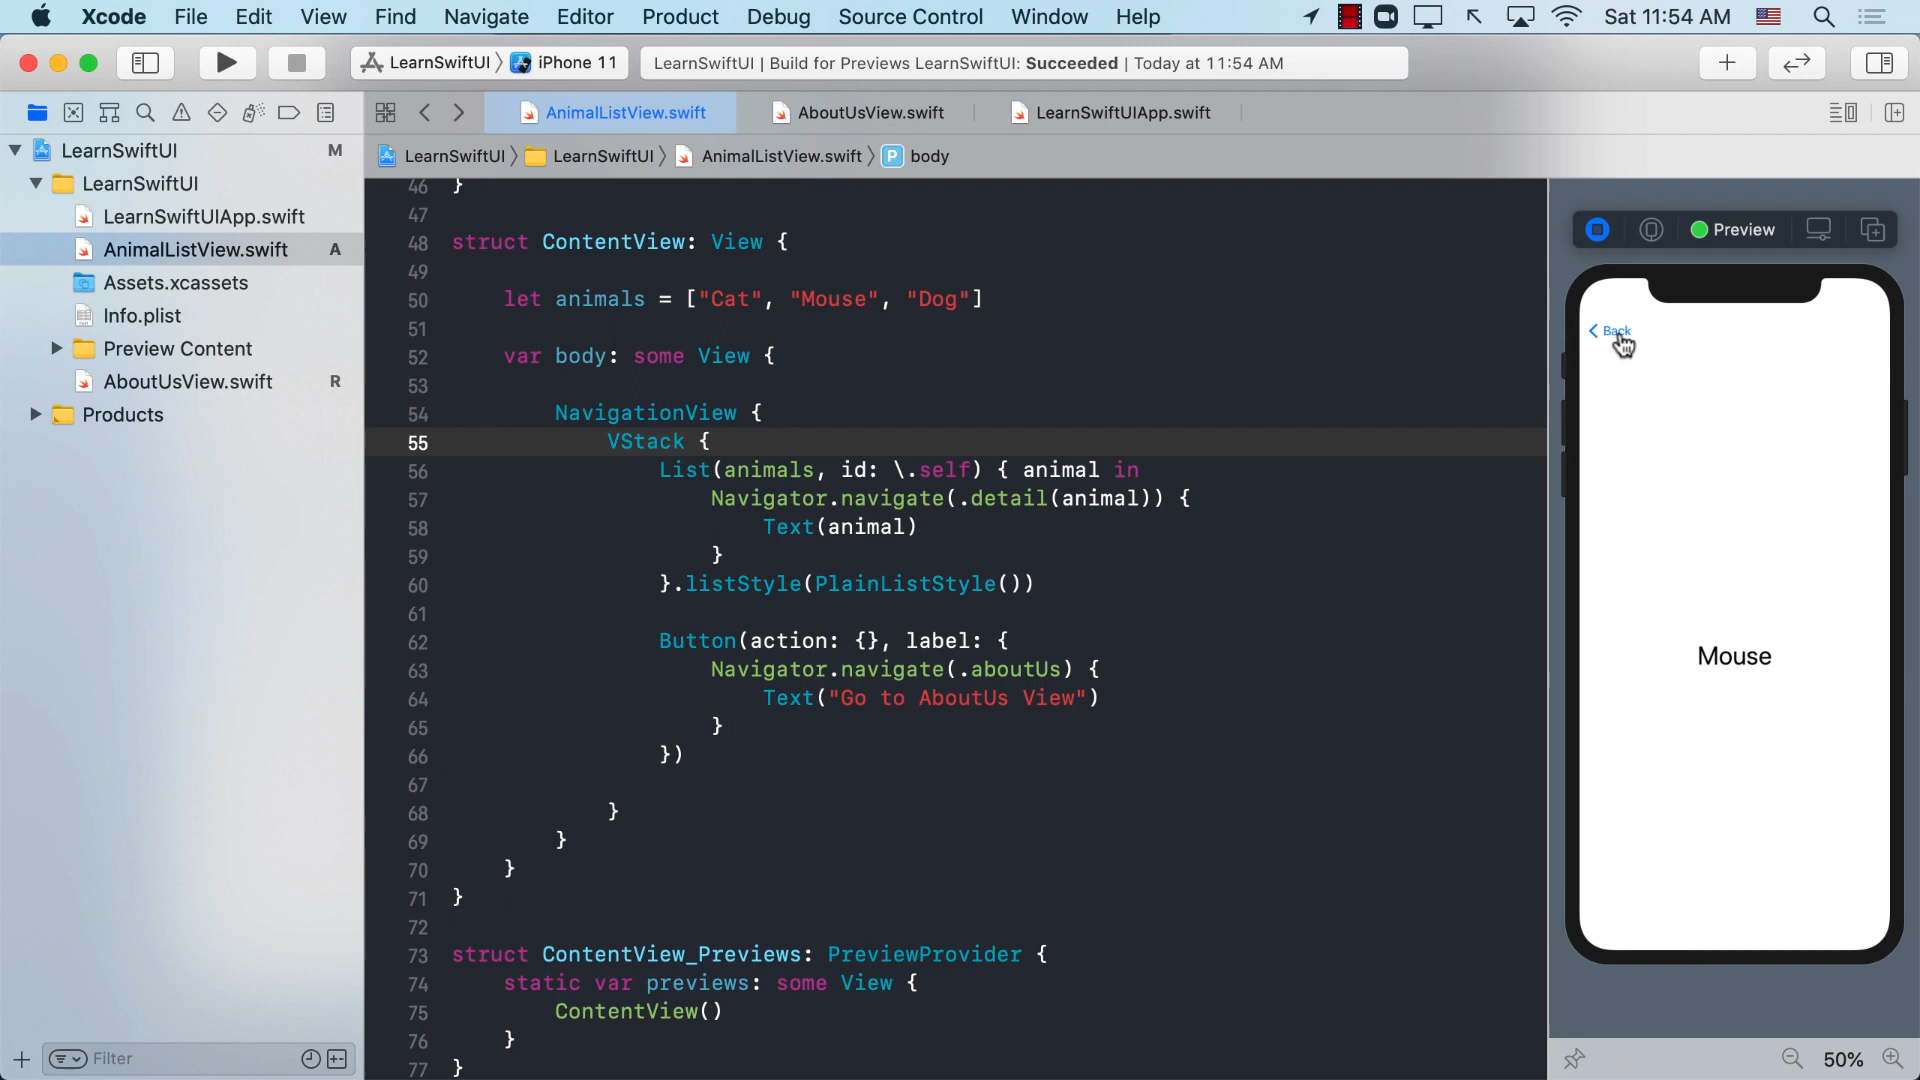 Xcode File Edit View Find Navigate Editor Product Debug Source Control Window Help Sat 11:54 AM
LearnSwiftUI iPhone 11 LearnSwiftUI | Build for Previews LearnSwiftUI: Succeeded | Today at 11:54 AM
AnimalListView.swift AboutUsView.swift LearnSwiftUIApp.swift
LearnSwiftUI LearnSwiftUI AnimalListView.swift P body
LearnSwiftUI M
LearnSwiftUI
LearnSwiftUIApp.swift
AnimalListView.swift A
Assets.xcassets
Info.plist
Preview Content
AboutUsView.swift R
Products
Filter
46 }
47
48 struct ContentView: View {
49
50 let animals = ["Cat", "Mouse", "Dog"]
51
52 var body: some View {
53
54 NavigationView {
55 VStack {
56 List(animals, id: \.self) { animal in
57 Navigator.navigate(.detail(animal)) {
58 Text(animal)
59 }
60 }.listStyle(PlainListStyle())
61
62 Button(action: {}, label: {
63 Navigator.navigate(.aboutUs) {
64 Text("Go to AboutUs View")
65 }
66 })
67
68 }
69 }
70 }
71 }
72
73 struct ContentView_Previews: PreviewProvider {
74 static var previews: some View {
75 ContentView()
76 }
77 }
Preview
Back
Mouse
50%